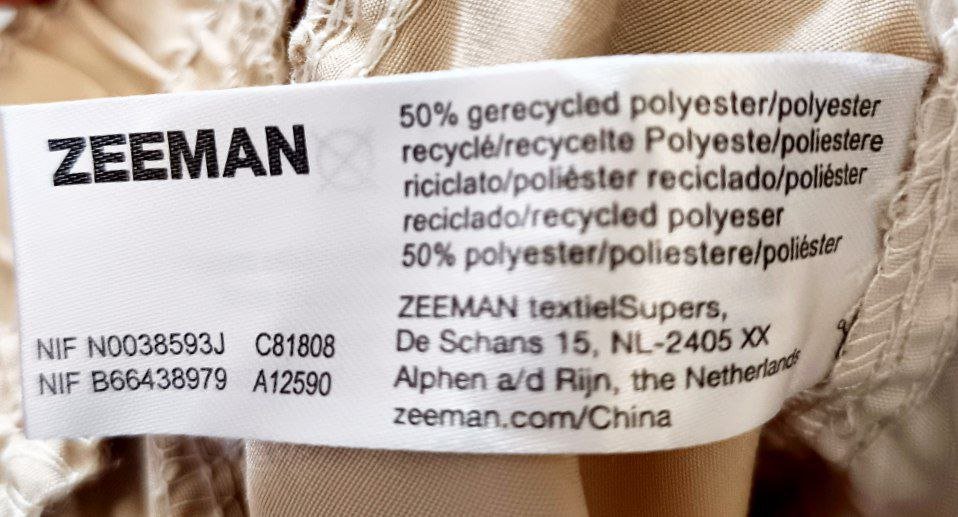 ZEEMAN
NIF N0038593J C81808
NIF B66438979 A12590
50% gerecycled polyester/polyester
recyclé/recycelte Polyeste/poliestere
riciclato/poliéster reciclado/poliéster
reciclado/recycled polyeser
50% polyester/poliestere/poliéster
ZEEMAN textielSupers,
De Schans 15, NL-2405 XX
Alphen a/d Rijn, the Netherlands
zeeman.com/China